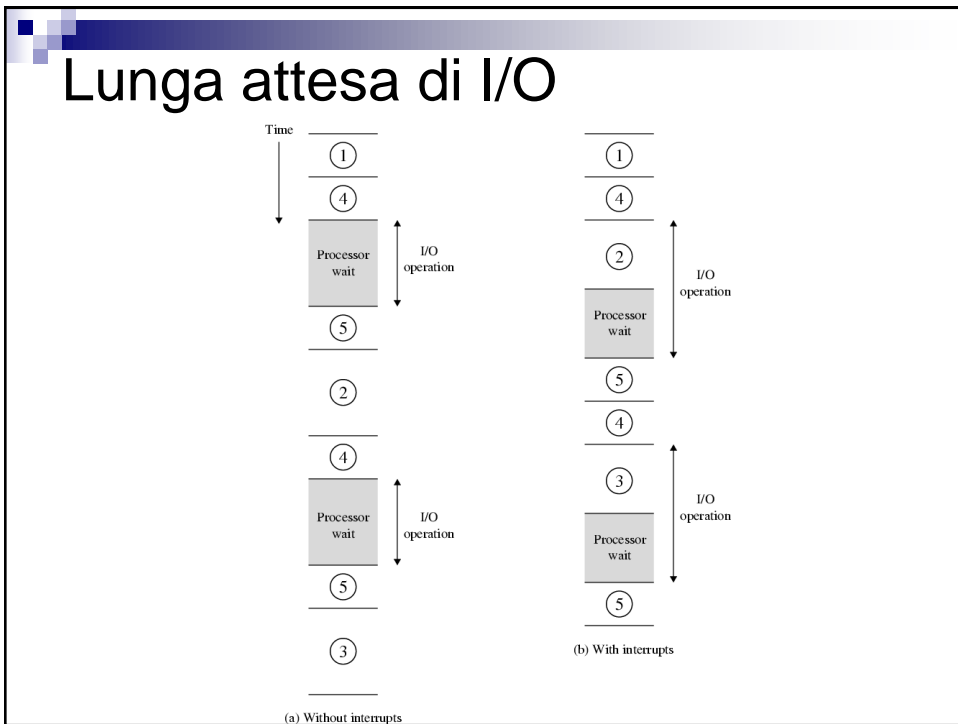 Lunga attesa di I/O
Time
1
4
Processor
wait
I/O
operation
5
2
4
Processor
wait
I/O
operation
5
3
(a) Without interrupts
1
4
2
I/O
operation
Processor
wait
5
4
3
I/O
operation
Processor
wait
5
(b) With interrupts